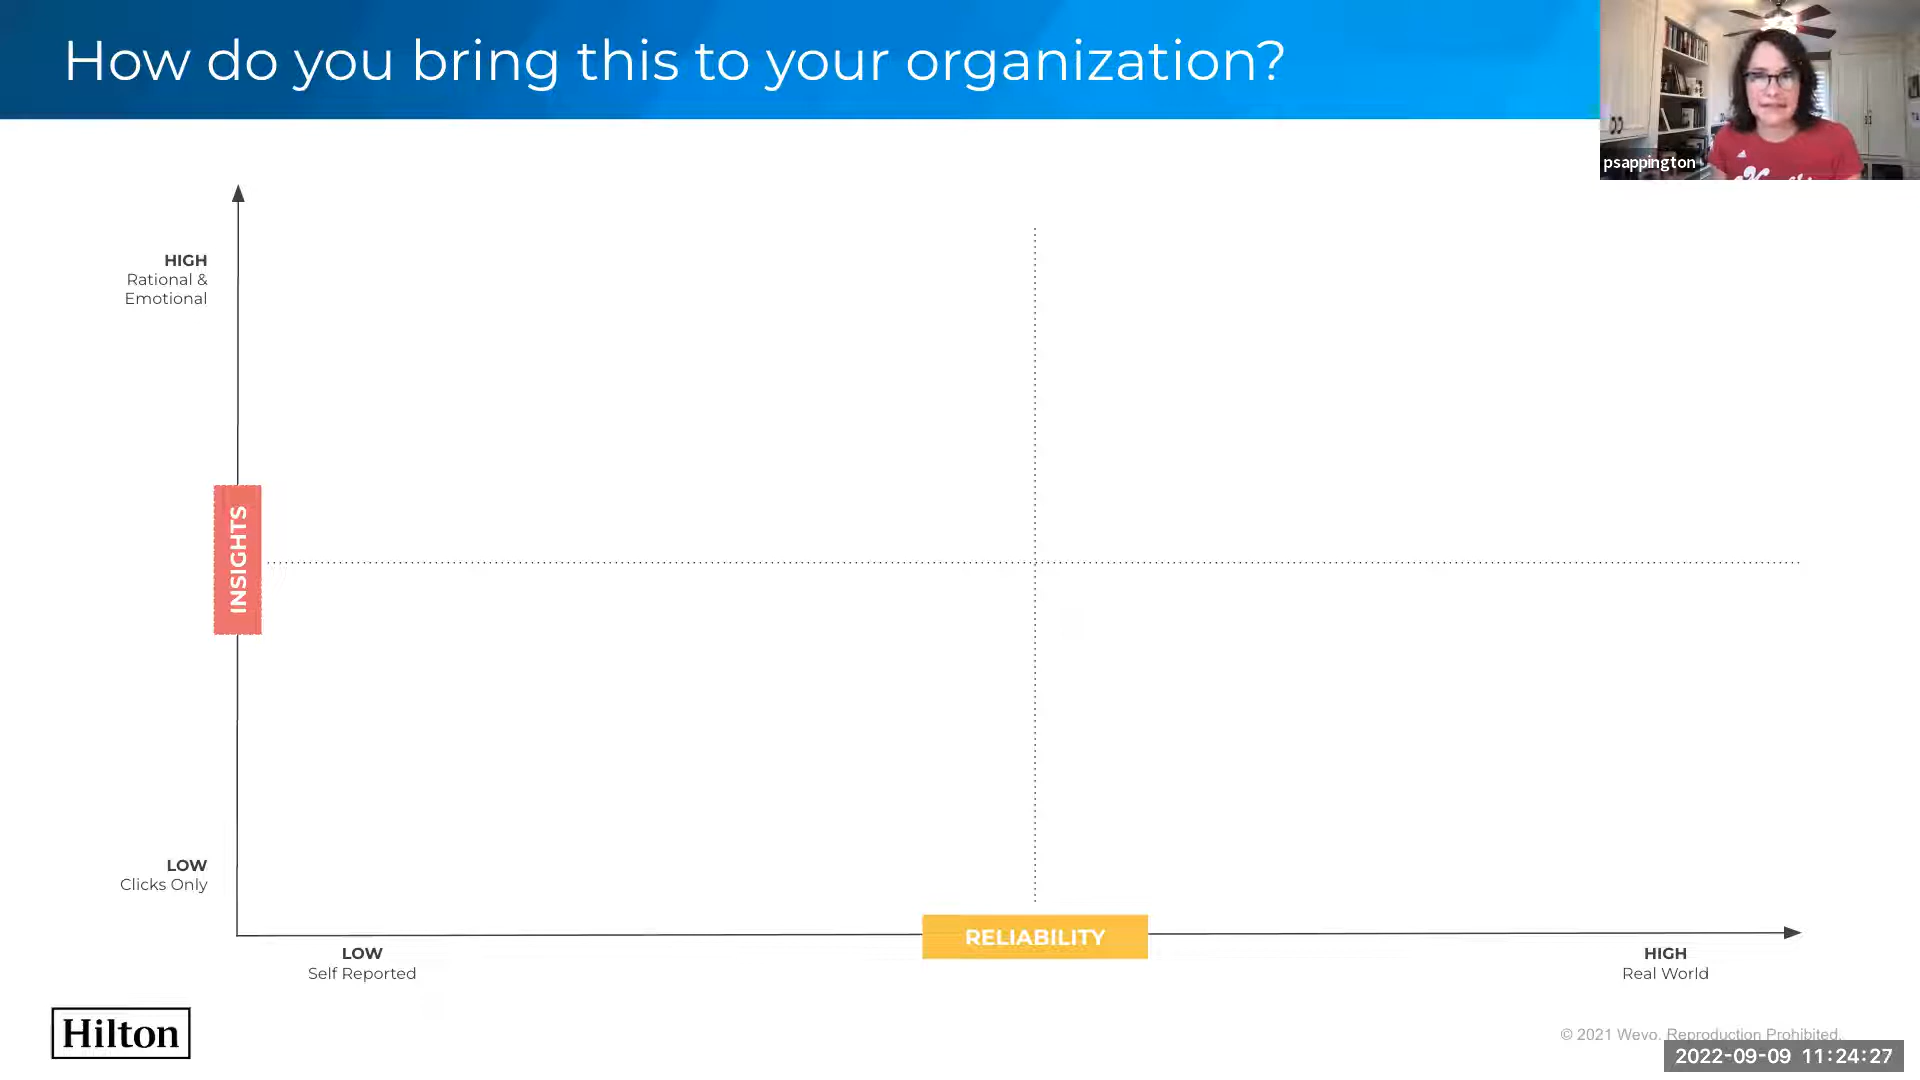 How do you bring this to your organization?
psappington
HIGH
Rational &
Emotional
INSIGHTS
LOW
Clicks Only
RELIABILITY
LOW
Self Reported
HIGH
Real World
Hilton
© 2021 Wevo. Reproduction Prohibited.
2022-09-09 11:24:27